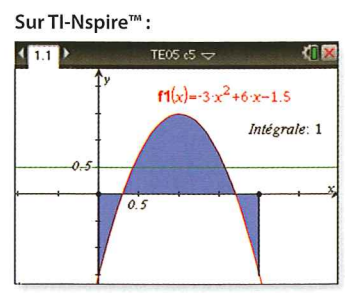 Sur TI-Nspire™ :
1.1 TE05 c5
y
f1(x)=-3·x²+6·x-1.5
Intégrale: 1
0.5
x
0.5